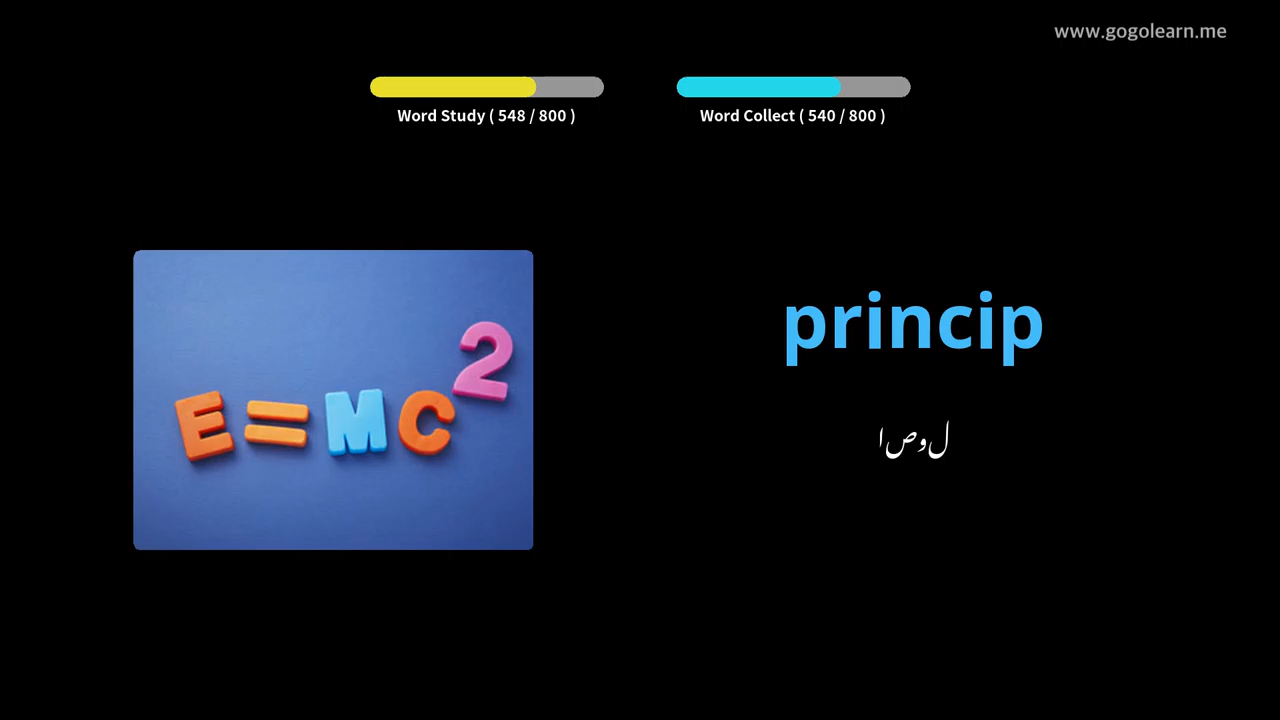 www.gogolearn.me
Word Study ( 548 / 800 )
Word Collect ( 540 / 800 )
E=MC2
princip
اصول